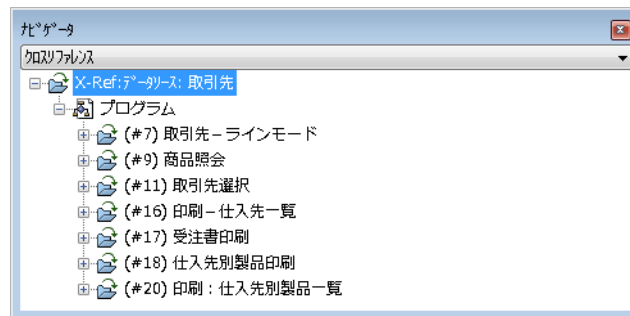 ﾅﾋﾞｹﾞｰﾀ
ｸﾛｽﾘﾌｧﾚﾝｽ
X-Ref:ﾃﾞｰﾀｿｰｽ: 取引先
プログラム
(#7) 取引先－ラインモード
(#9) 商品照会
(#11) 取引先選択
(#16) 印刷－仕入先一覧
(#17) 受注書印刷
(#18) 仕入先別製品印刷
(#20) 印刷：仕入先別製品一覧